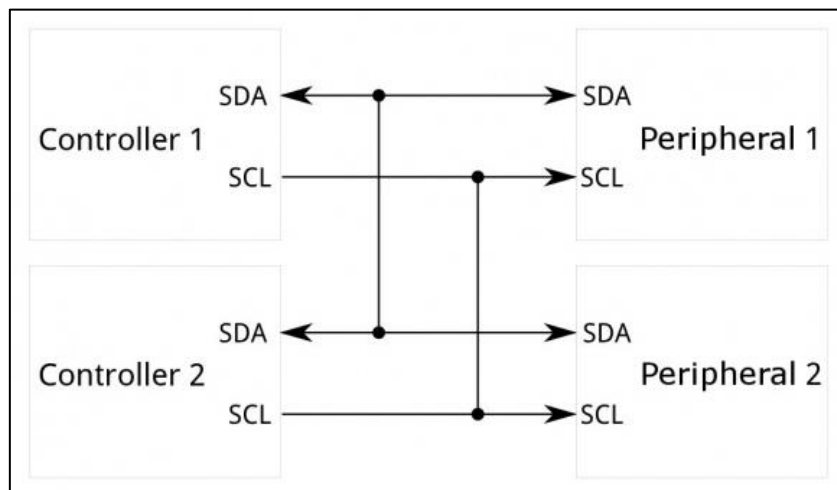 SDA
SDA
Controller 1
Peripheral 1
SCL
SCL
SDA
SDA
Controller 2
Peripheral 2
SCL
SCL